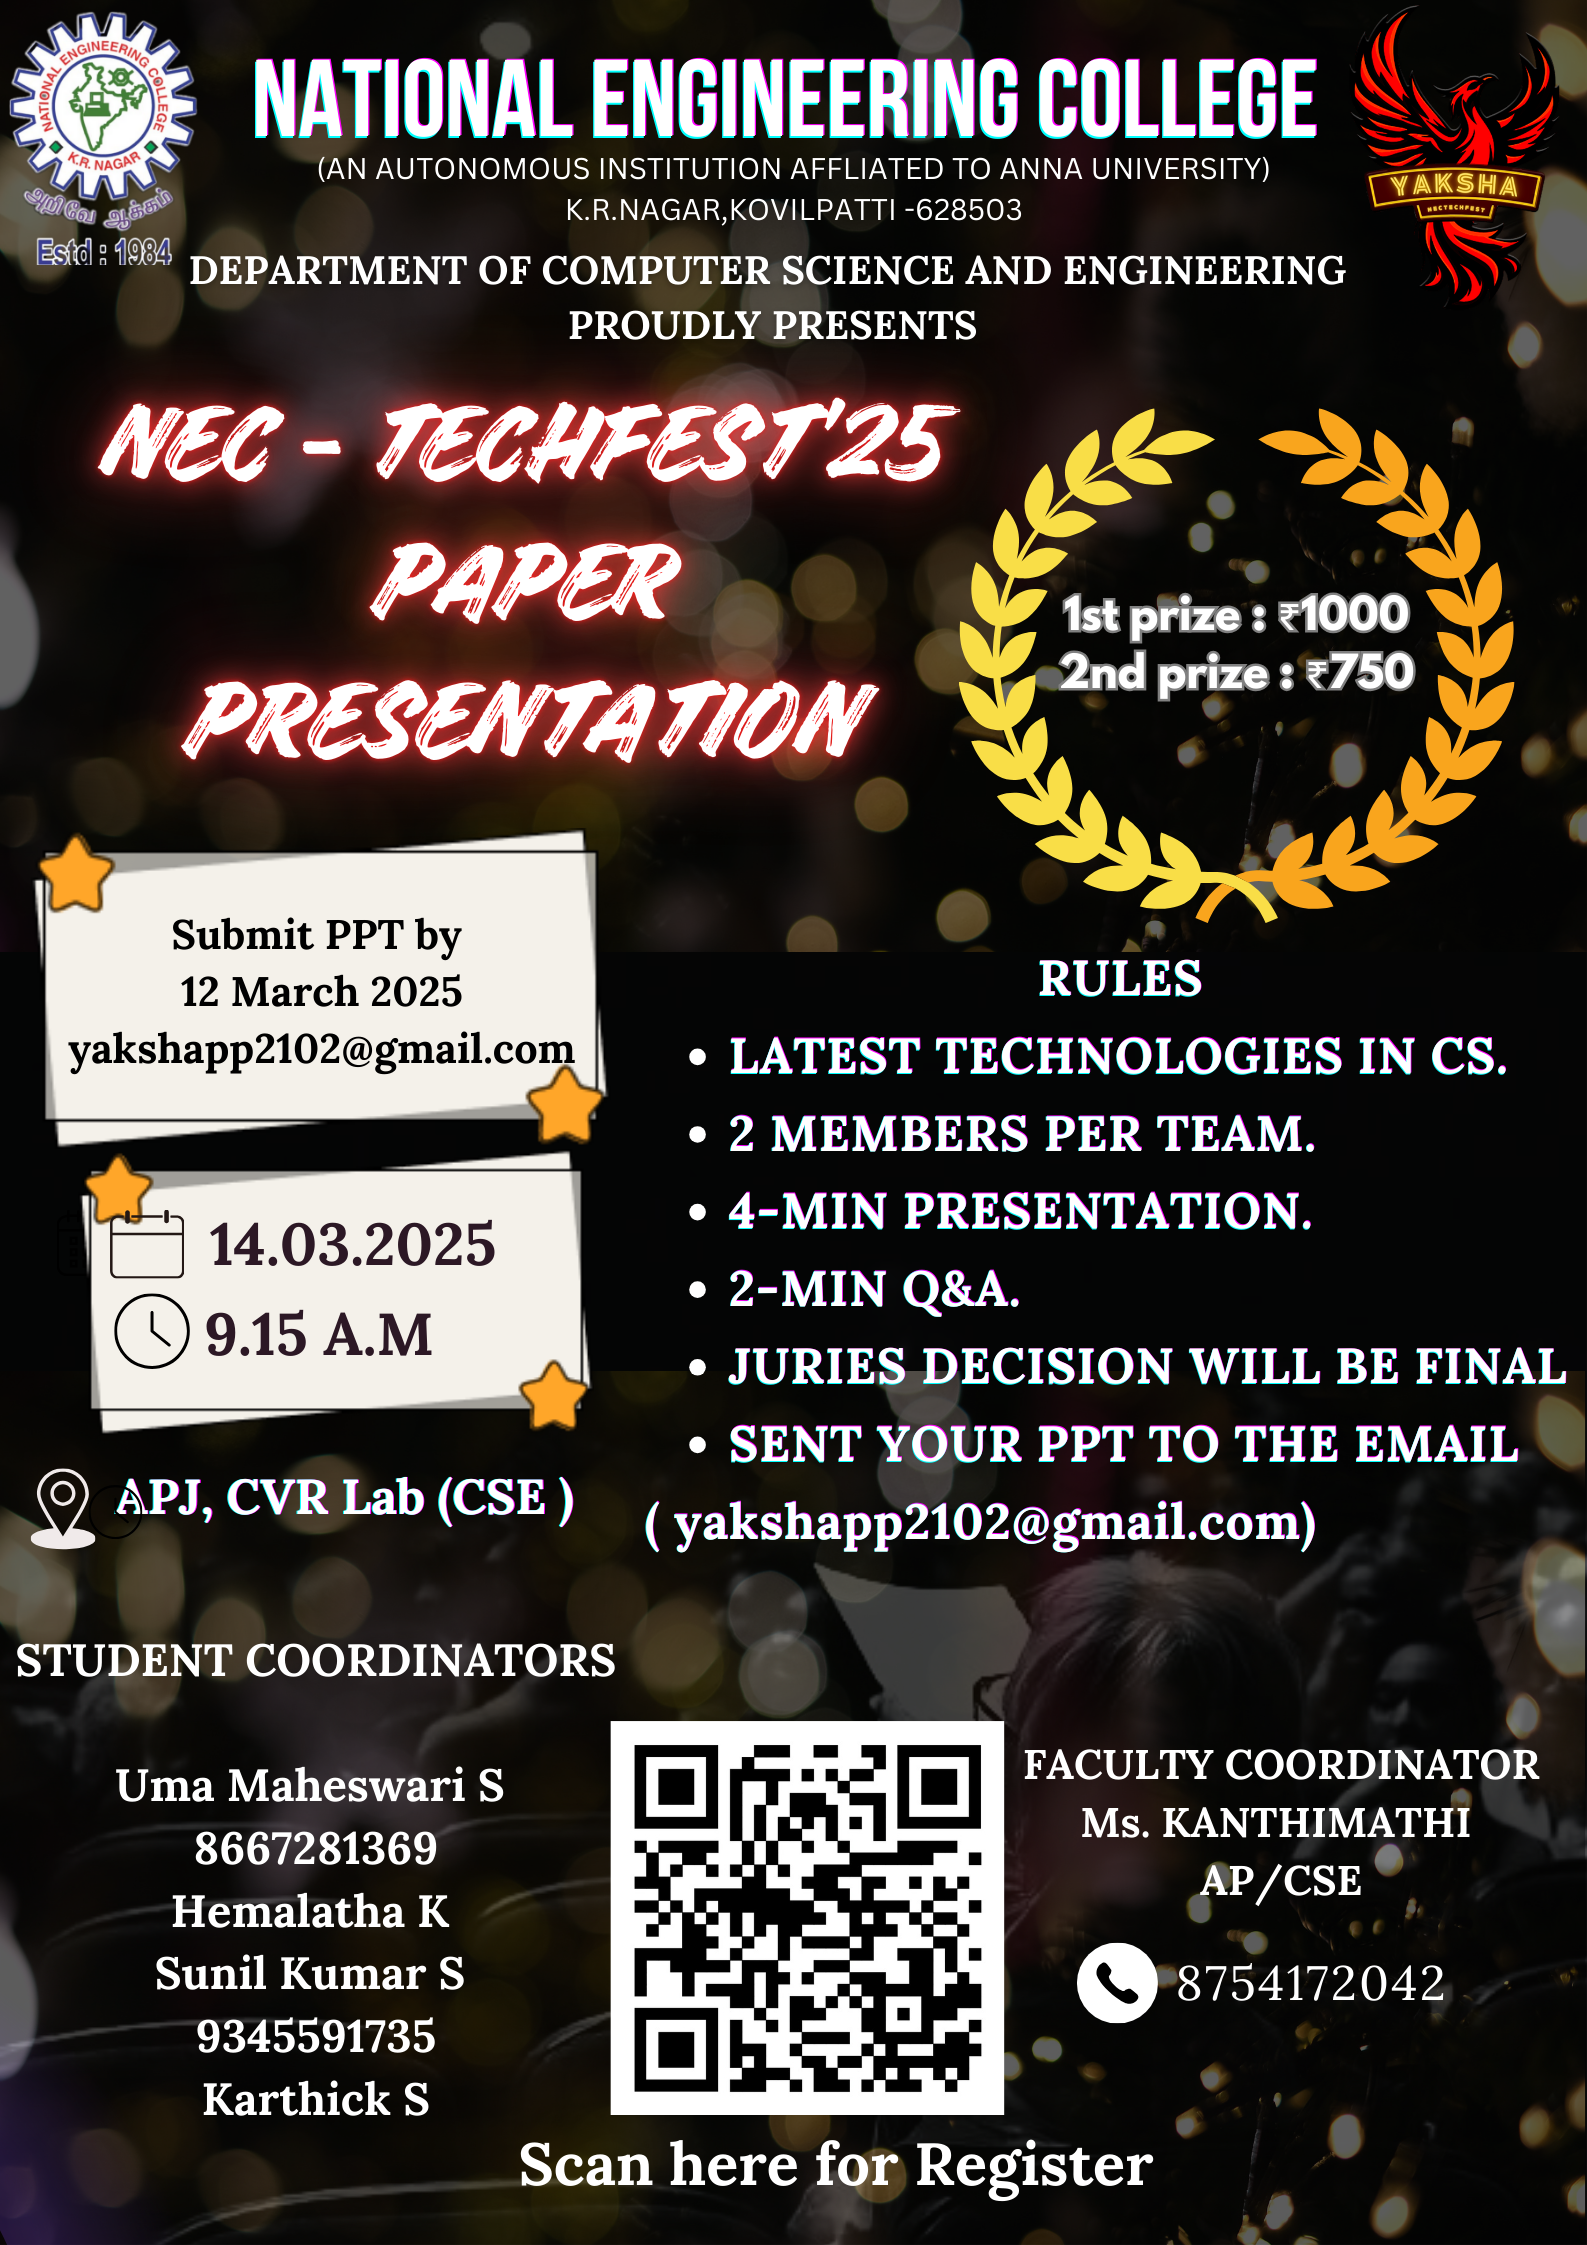 NATIONAL ENGINEERING COLLEGE
K.R. NAGAR
அறிவே ஆக்கம்
Estd : 1984
NATIONAL ENGINEERING COLLEGE
(AN AUTONOMOUS INSTITUTION AFFLIATED TO ANNA UNIVERSITY)
K.R.NAGAR,KOVILPATTI -628503
YAKSHA
NECTECHFEST
DEPARTMENT OF COMPUTER SCIENCE AND ENGINEERING
PROUDLY PRESENTS
NEC - TECHFEST'25
PAPER
PRESENTATION
1st prize : ₹1000
2nd prize : ₹750
Submit PPT by
12 March 2025
yakshapp2102@gmail.com
14.03.2025
9.15 A.M
APJ, CVR Lab (CSE )
RULES
• LATEST TECHNOLOGIES IN CS.
• 2 MEMBERS PER TEAM.
• 4-MIN PRESENTATION.
• 2-MIN Q&A.
• JURIES DECISION WILL BE FINAL
• SENT YOUR PPT TO THE EMAIL
( yakshapp2102@gmail.com)
STUDENT COORDINATORS
Uma Maheswari S
8667281369
Hemalatha K
Sunil Kumar S
9345591735
Karthick S
FACULTY COORDINATOR
Ms. KANTHIMATHI
AP/CSE
8754172042
Scan here for Register